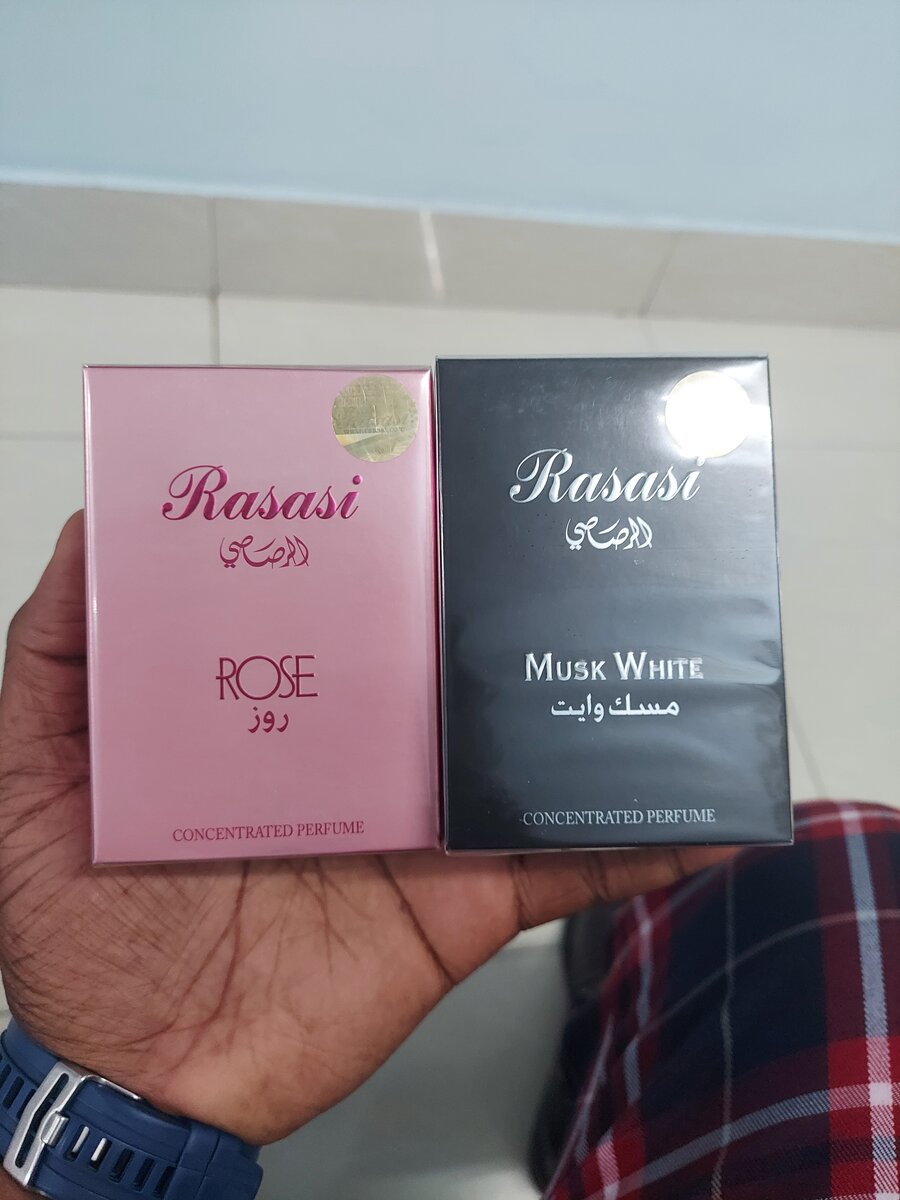 Rasasi
الرصاصي
ROSE
روز
CONCENTRATED PERFUME
Rasasi
الرصاصي
MUSK WHITE
مسك وايت
CONCENTRATED PERFUME